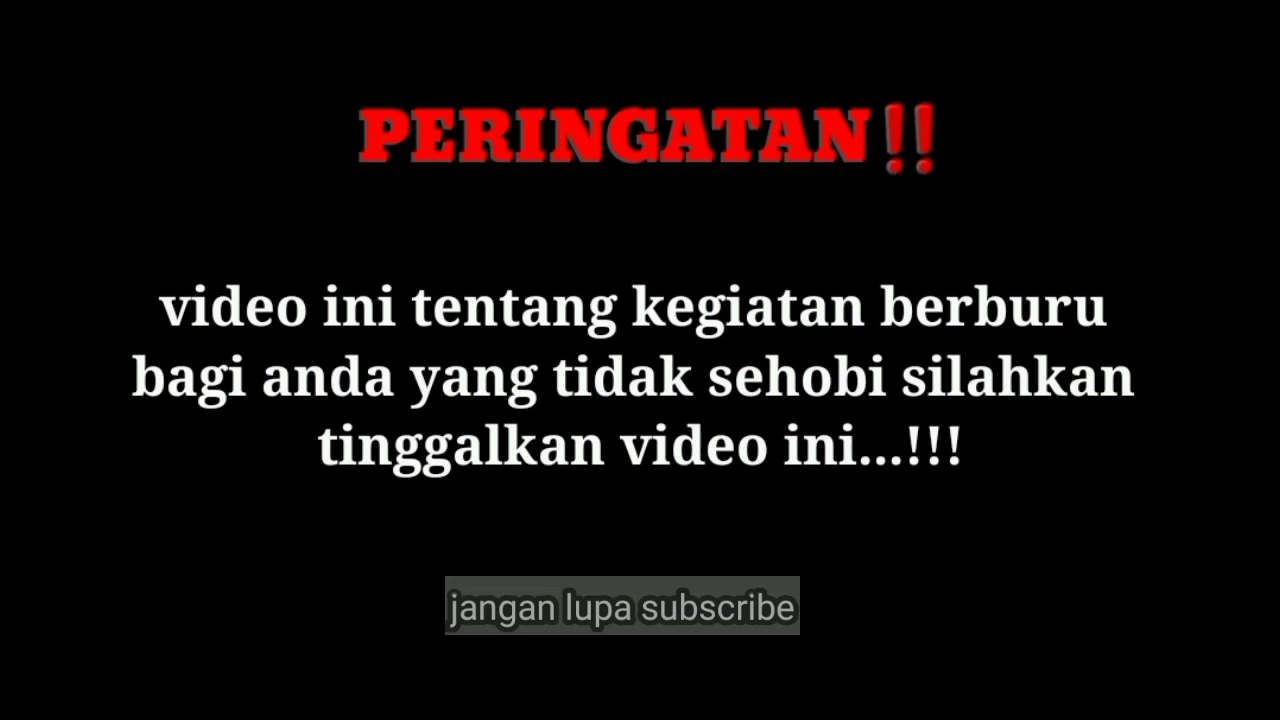 PERINGATAN‼️
video ini tentang kegiatan berburu
bagi anda yang tidak sehobi silahkan
tinggalkan video ini...!!!
jangan lupa subscribe